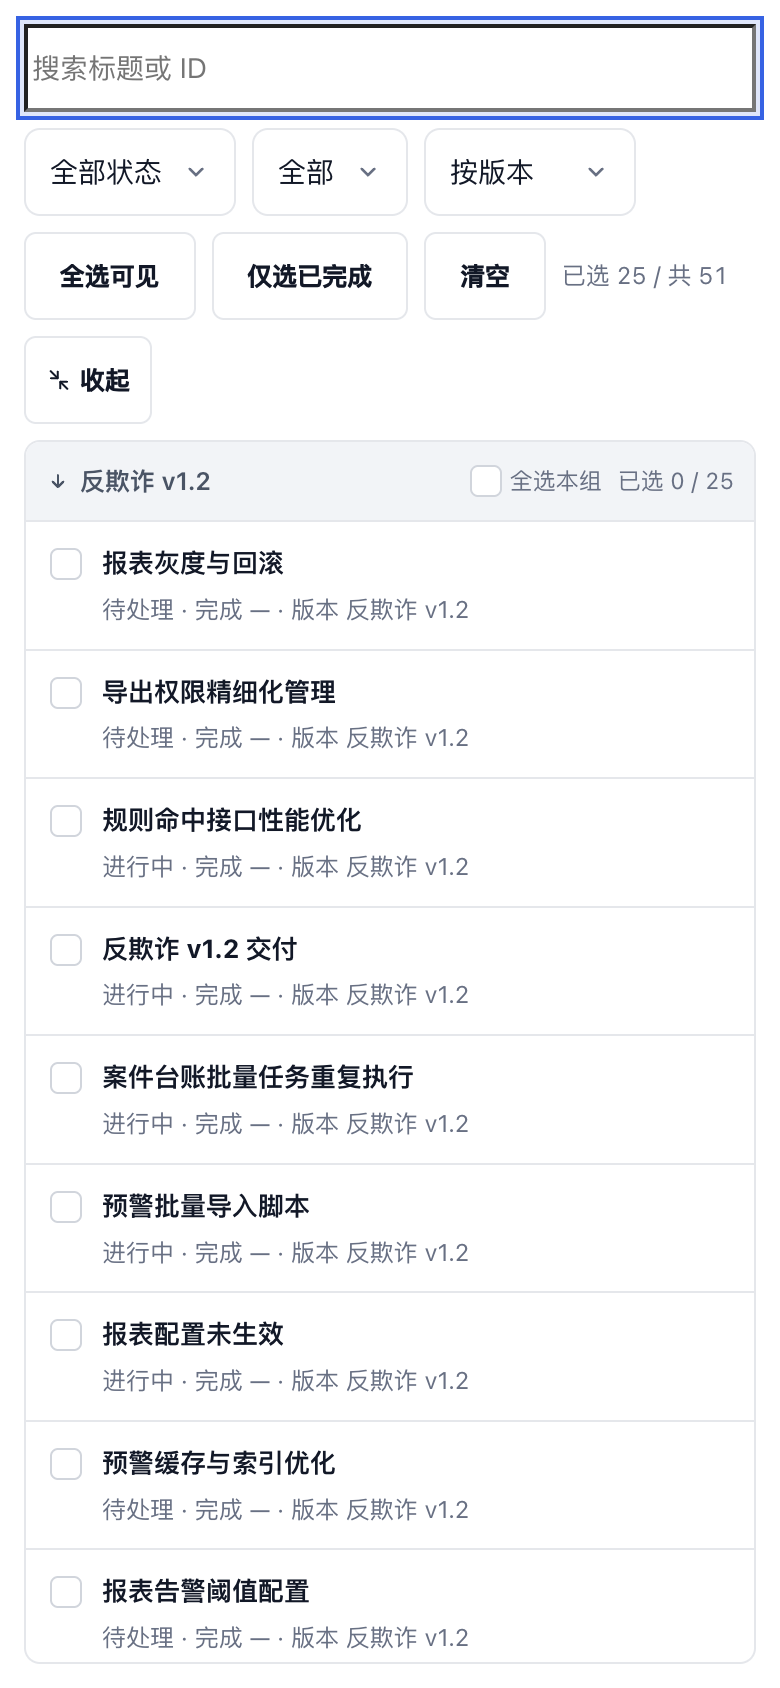 搜索标题或 ID
全部状态 全部 按版本
全选可见 仅选已完成 清空 已选 25 / 共 51
收起
反欺诈 v1.2 全选本组 已选 0 / 25
报表灰度与回滚
待处理 · 完成 — · 版本 反欺诈 v1.2
导出权限精细化管理
待处理 · 完成 — · 版本 反欺诈 v1.2
规则命中接口性能优化
进行中 · 完成 — · 版本 反欺诈 v1.2
反欺诈 v1.2 交付
进行中 · 完成 — · 版本 反欺诈 v1.2
案件台账批量任务重复执行
进行中 · 完成 — · 版本 反欺诈 v1.2
预警批量导入脚本
进行中 · 完成 — · 版本 反欺诈 v1.2
报表配置未生效
进行中 · 完成 — · 版本 反欺诈 v1.2
预警缓存与索引优化
待处理 · 完成 — · 版本 反欺诈 v1.2
报表告警阈值配置
待处理 · 完成 — · 版本 反欺诈 v1.2